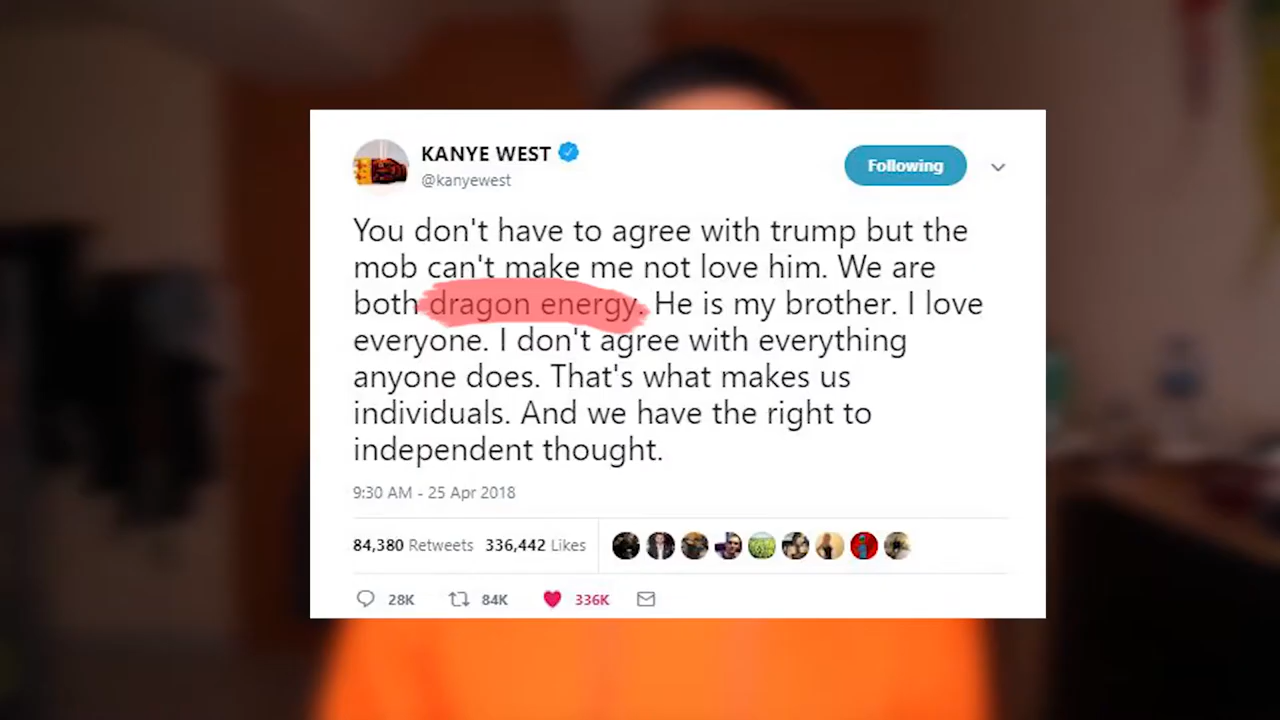 KANYE WEST
@kanyewest
Following
You don't have to agree with trump but the
mob can't make me not love him. We are
both dragon energy. He is my brother. I love
everyone. I don't agree with everything
anyone does. That's what makes us
individuals. And we have the right to
independent thought.
9:30 AM - 25 Apr 2018
84,380 Retweets 336,442 Likes
28K 84K 336K